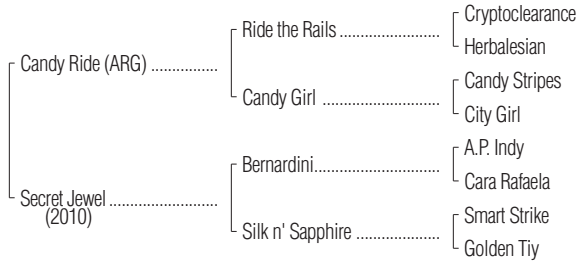 Cryptoclearance
Ride the Rails ....................
Herbalesian
Candy Ride (ARG) ................
Candy Stripes
Candy Girl ........................
City Girl
A.P. Indy
Bernardini.........................
Cara Rafaela
Secret Jewel ........................
(2010)
Smart Strike
Silk n' Sapphire .................
Golden Tiy